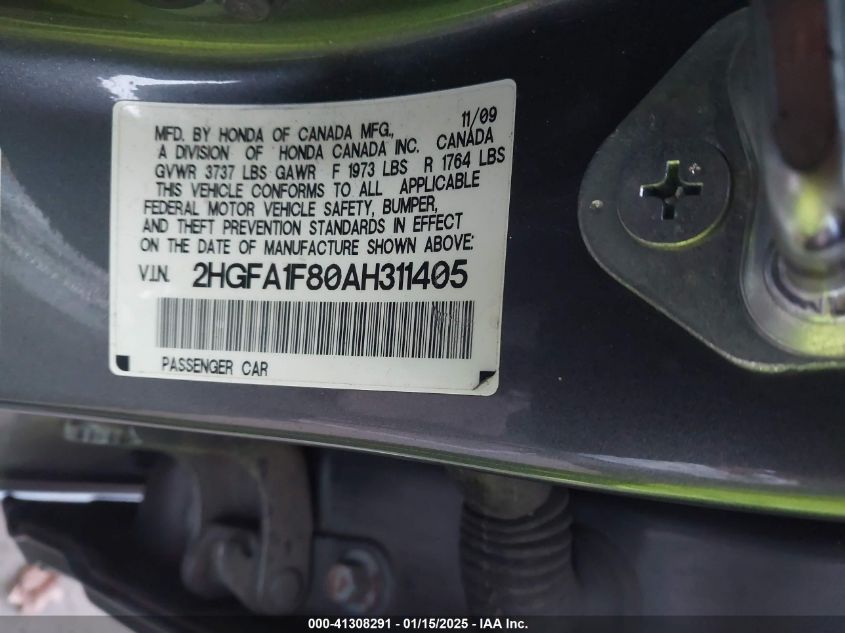 11/09
MFD. BY HONDA OF CANADA MFG.,
A DIVISION OF HONDA CANADA INC. CANADA
GVWR 3737 LBS GAWR F 1973 LBS R 1764 LBS
THIS VEHICLE CONFORMS TO ALL APPLICABLE
FEDERAL MOTOR VEHICLE SAFETY, BUMPER,
AND THEFT PREVENTION STANDARDS IN EFFECT
ON THE DATE OF MANUFACTURE SHOWN ABOVE:
V.I.N. 2HGFA1F80AH311405
PASSENGER CAR
000-41308291 - 01/15/2025 - IAA Inc.